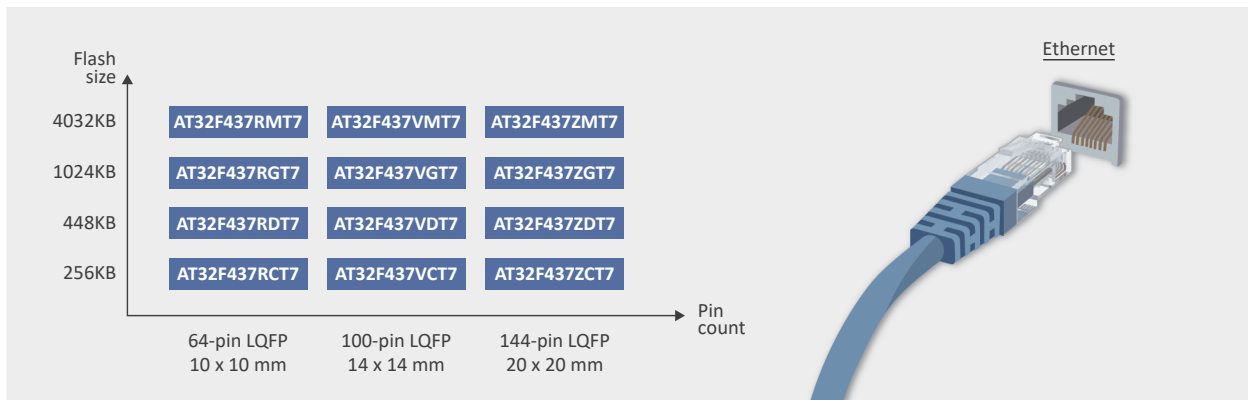 Ethernet
Flash
size
4032KB AT32F437RMT7 AT32F437VMT7 AT32F437ZMT7
1024KB AT32F437RGT7 AT32F437VGT7 AT32F437ZGT7
448KB AT32F437RDT7 AT32F437VDT7 AT32F437ZDT7
256KB AT32F437RCT7 AT32F437VCT7 AT32F437ZCT7
Pin
count
64-pin LQFP 100-pin LQFP 144-pin LQFP
10 x 10 mm 14 x 14 mm 20 x 20 mm